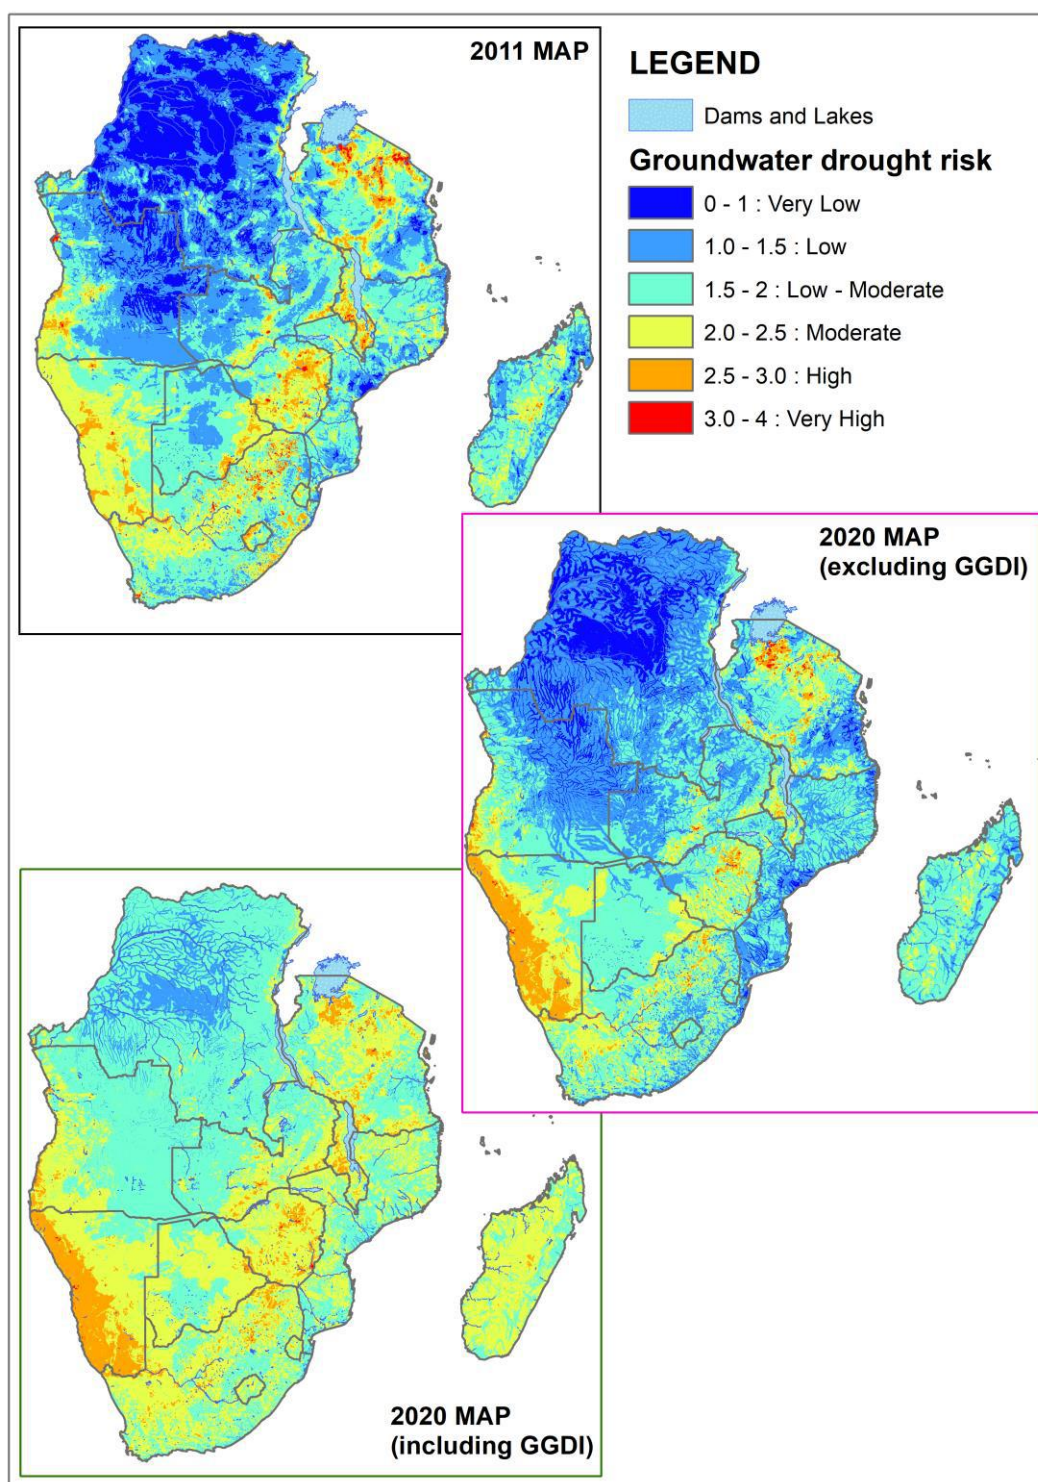 2011 MAP
LEGEND
Dams and Lakes
Groundwater drought risk
0 - 1 : Very Low
1.0 - 1.5 : Low
1.5 - 2 : Low - Moderate
2.0 - 2.5 : Moderate
2.5 - 3.0 : High
3.0 - 4 : Very High
2020 MAP
(excluding GGDI)
2020 MAP
(including GGDI)